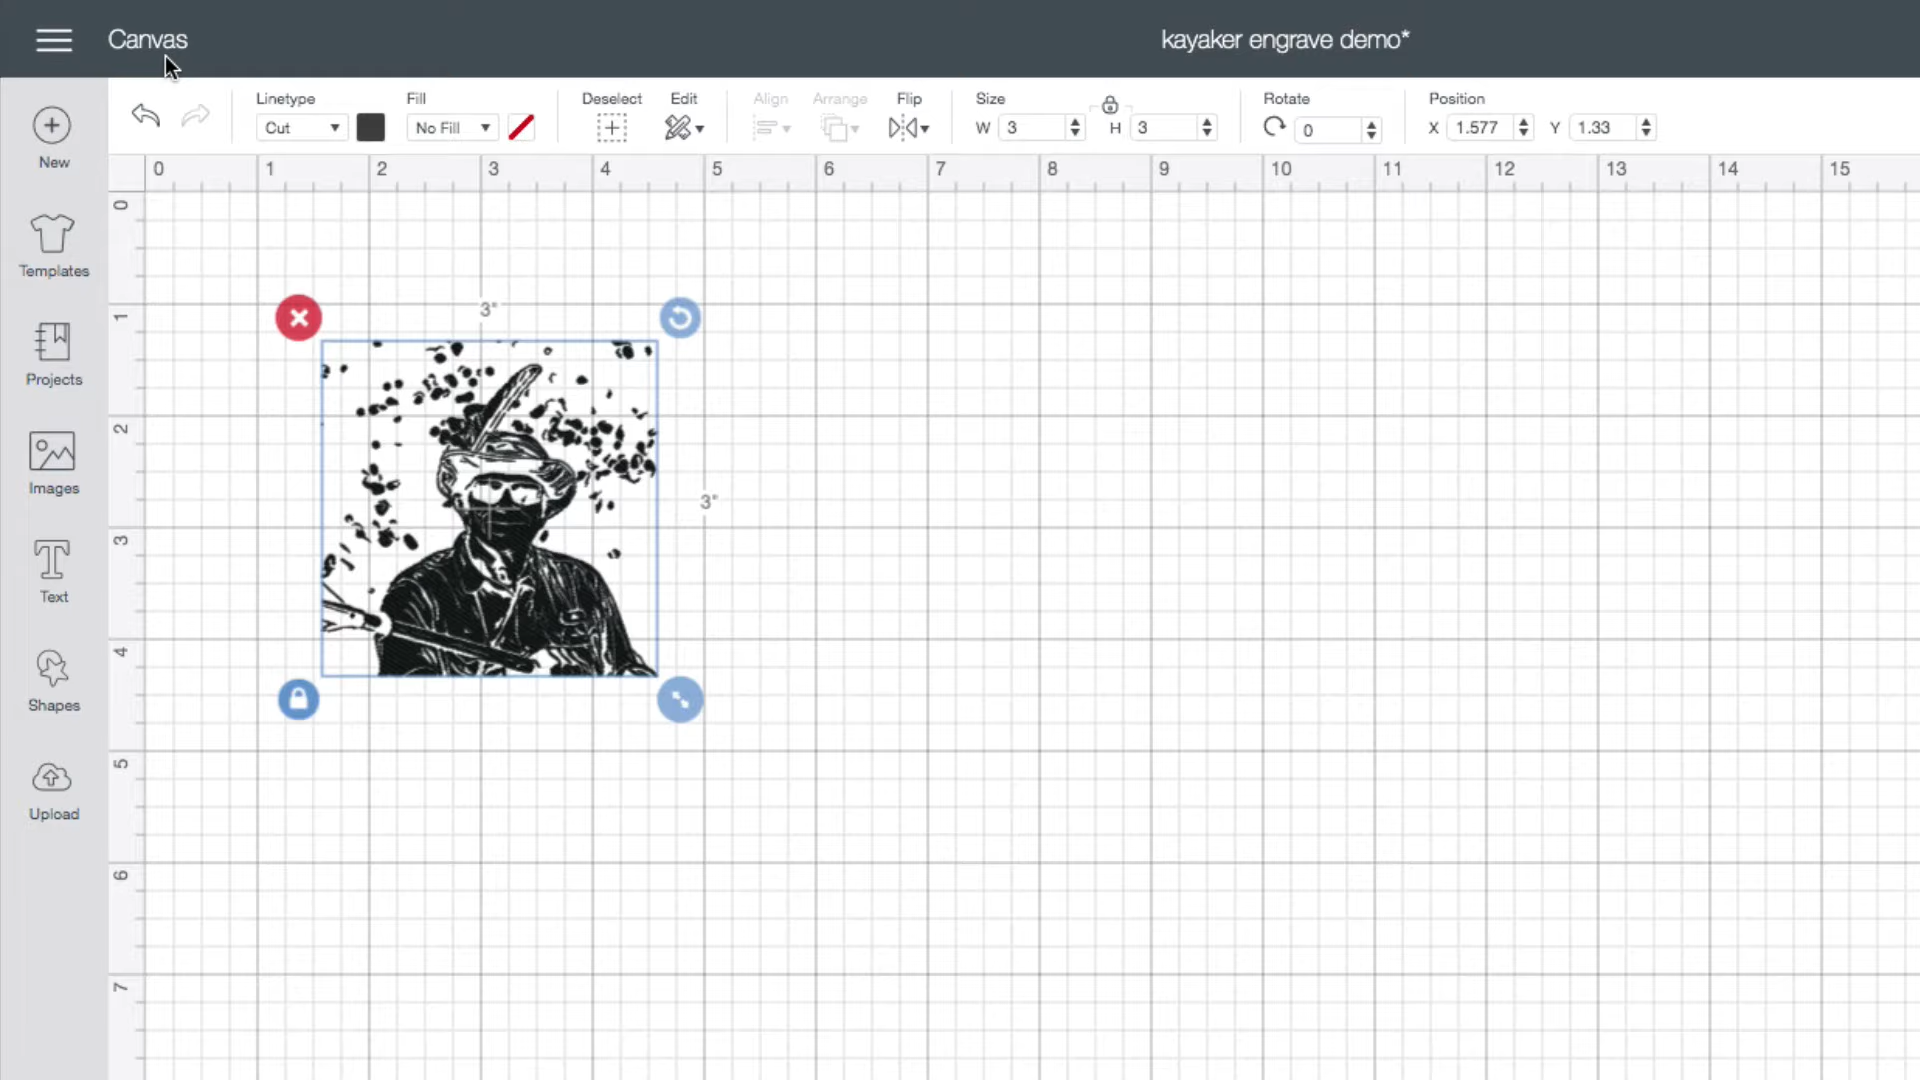 Canvas
kayaker engrave demo*
Linetype
Fill
Deselect
Edit
Align
Arrange
Flip
Size
Rotate
Position
Cut
No Fill
W 3
H 3
0
X 1.577
Y 1.33
New
Templates
Projects
Images
Text
Shapes
Upload
0 1 2 3 4 5 6 7 8 9 10 11 12 13 14 15
0
1
2
3
4
5
6
7
3"
3"